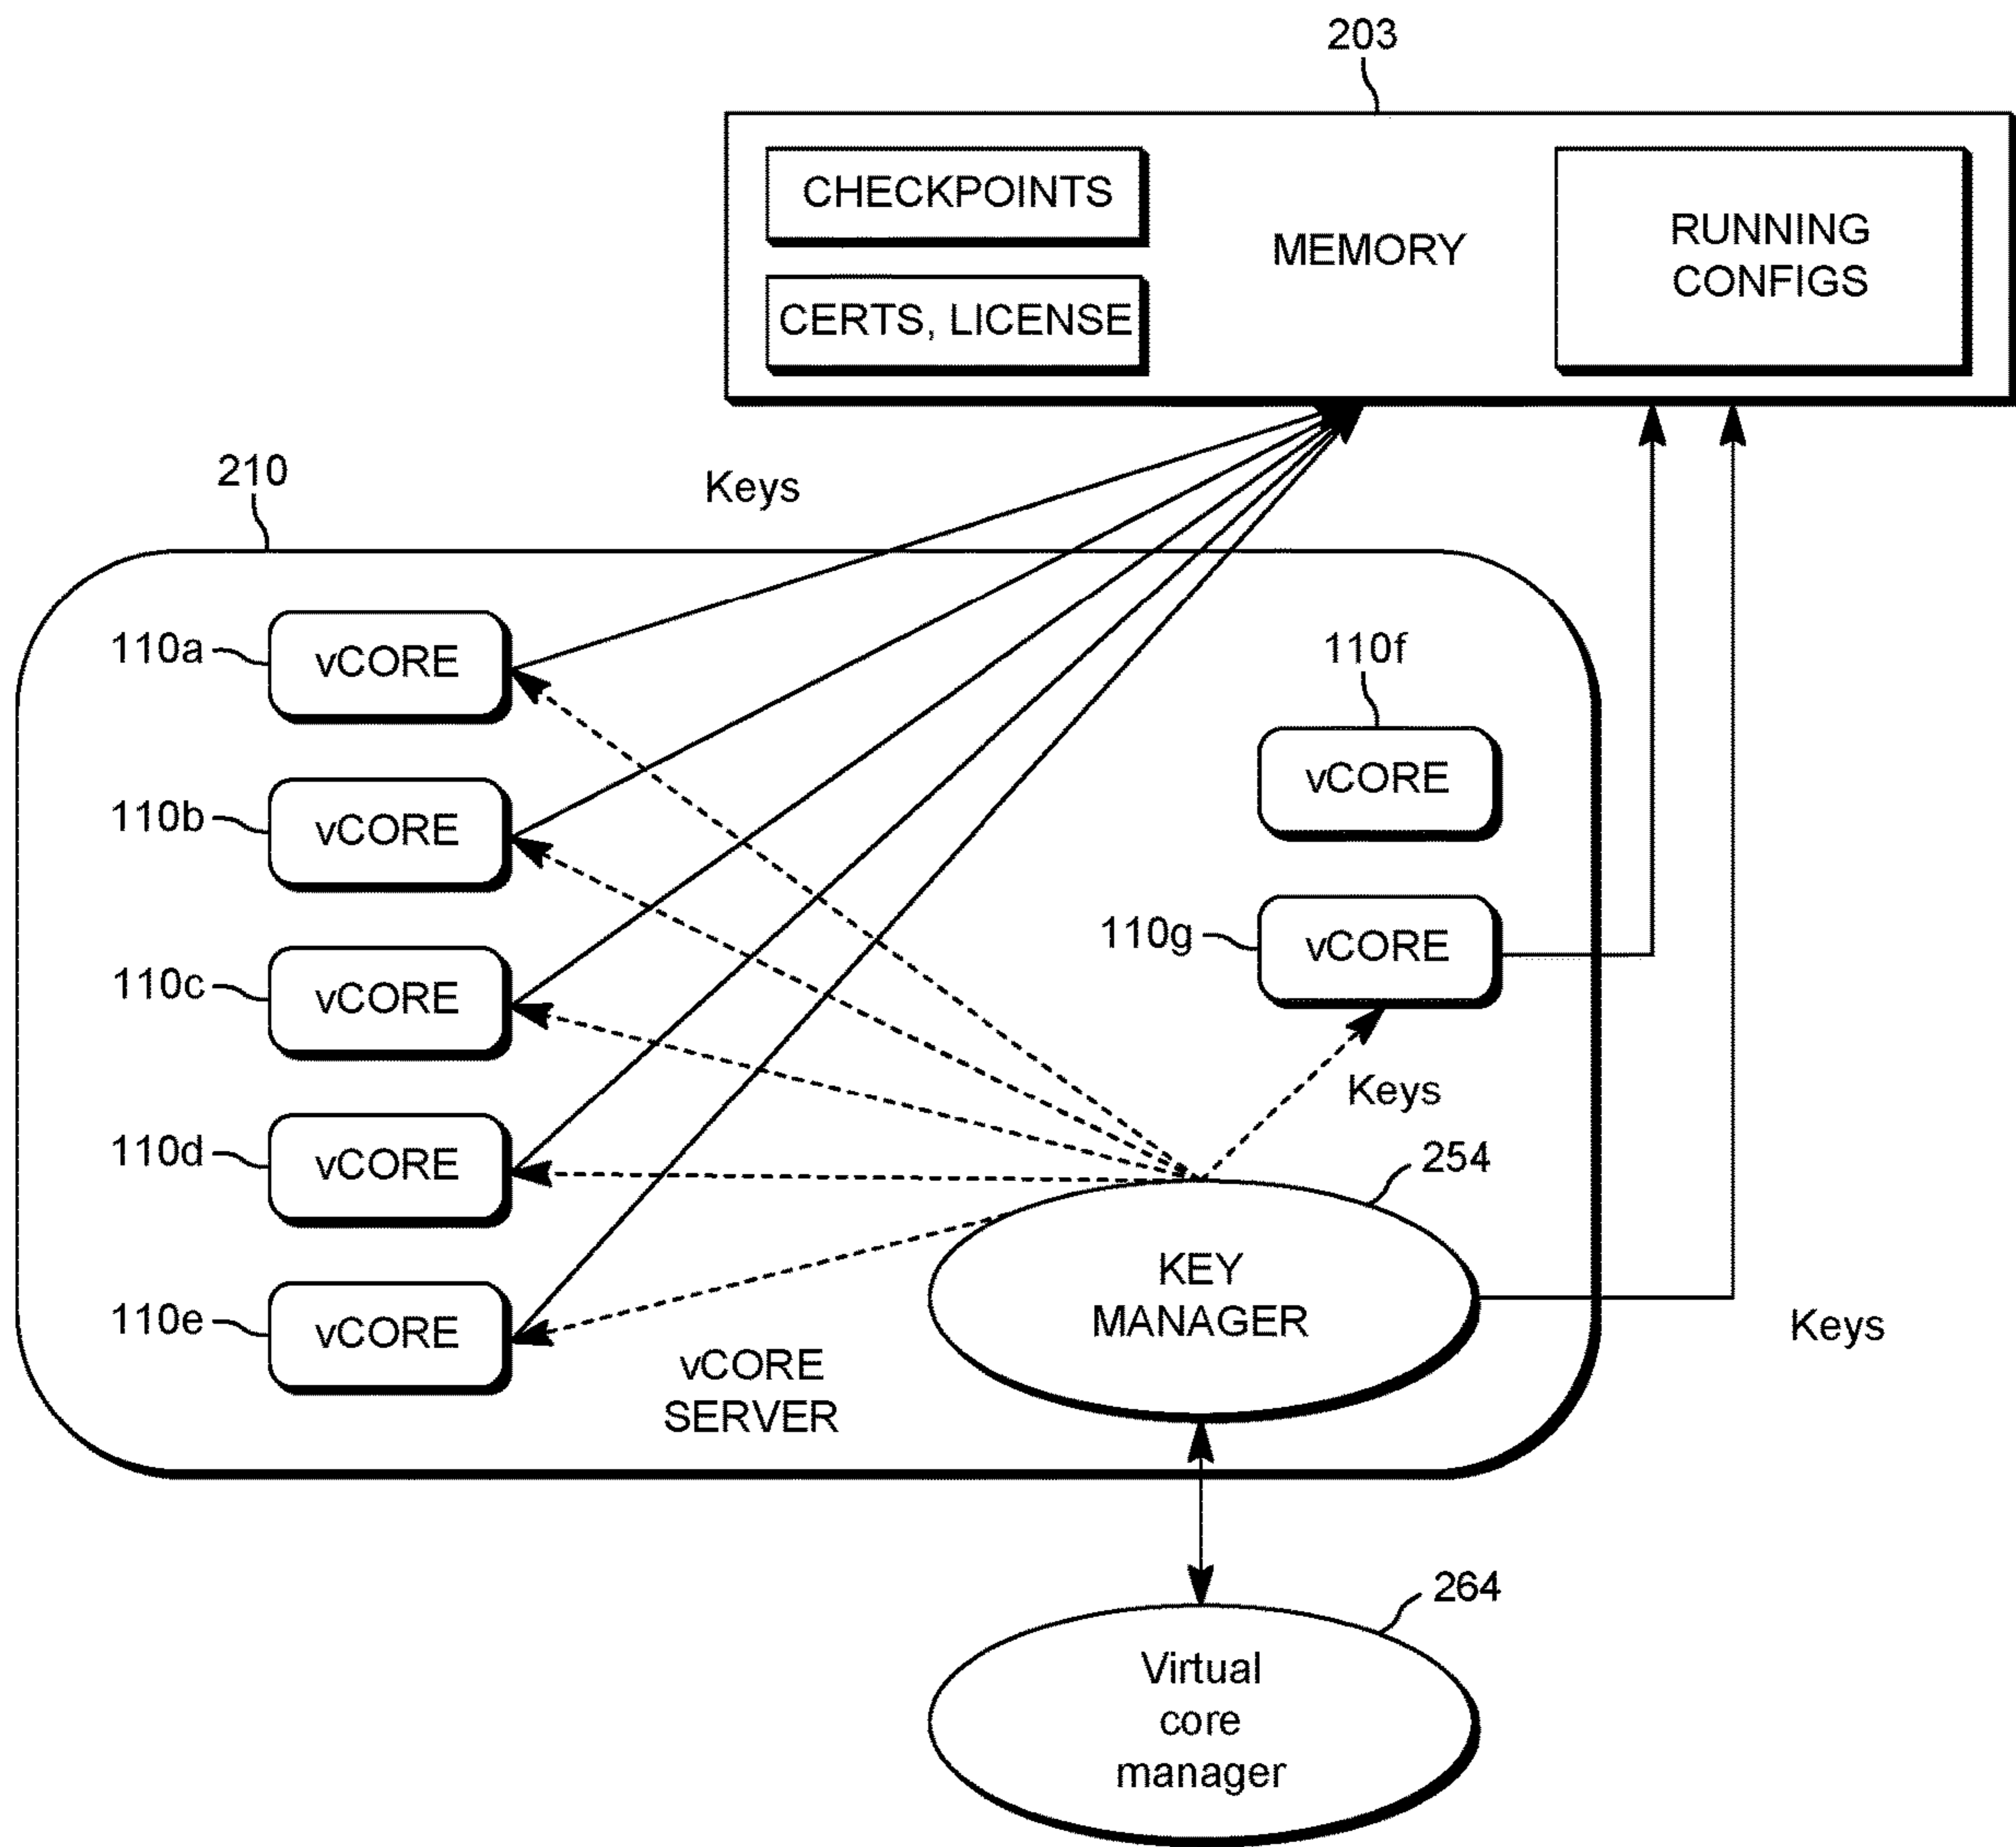 203
CHECKPOINTS
CERTS, LICENSE
MEMORY
RUNNING
CONFIGS
210
Keys
110a
vCORE
110f
vCORE
110b
vCORE
110g
vCORE
110c
vCORE
Keys
110d
vCORE
254
KEY
MANAGER
Keys
110e
vCORE
vCORE
SERVER
264
Virtual
core
manager